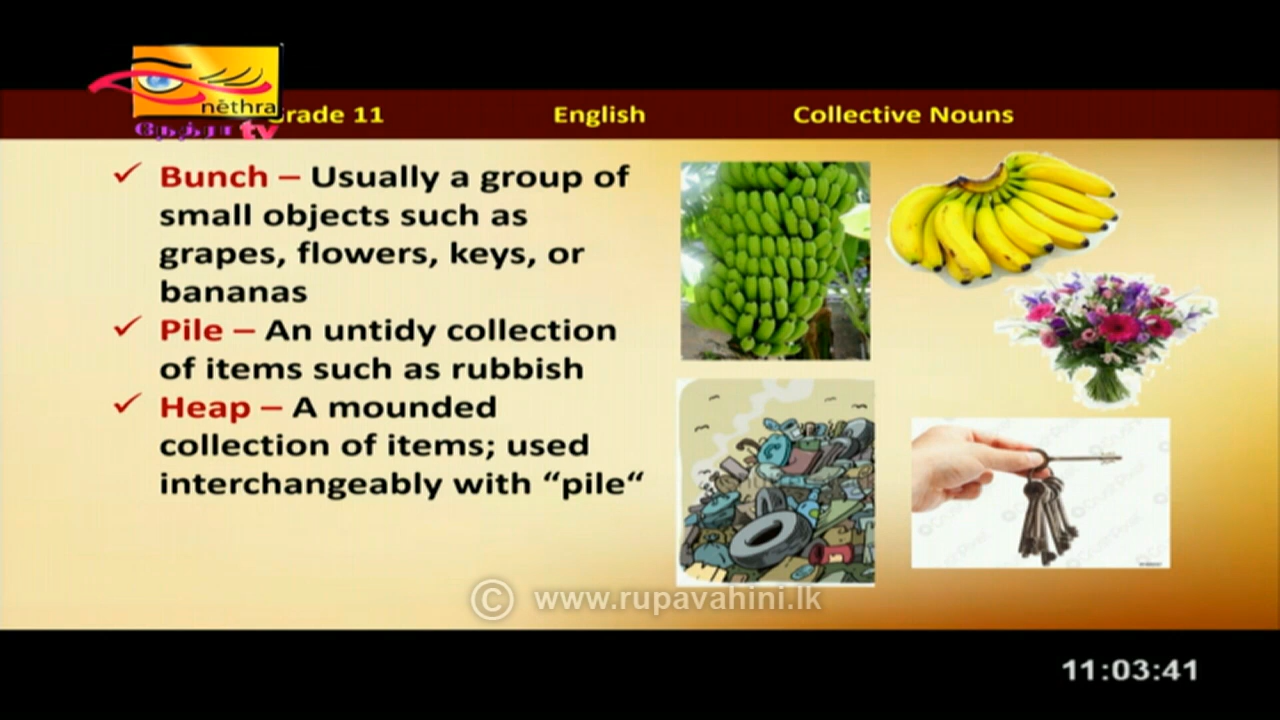 nēthra
நேத்ரா tv
rade 11 English Collective Nouns
✓ Bunch – Usually a group of
small objects such as
grapes, flowers, keys, or
bananas
✓ Pile – An untidy collection
of items such as rubbish
✓ Heap – A mounded
collection of items; used
interchangeably with “pile“
© www.rupavahini.lk
11:03:41